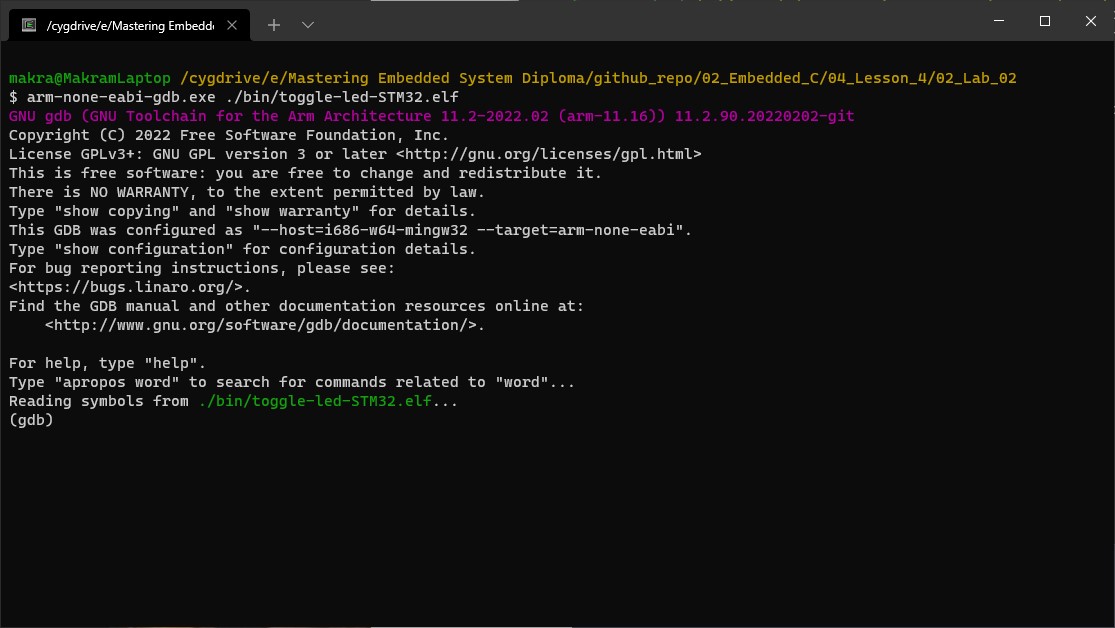 /cygdrive/e/Mastering Embedde
makra@MakramLaptop /cygdrive/e/Mastering Embedded System Diploma/github_repo/02_Embedded_C/04_Lesson_4/02_Lab_02
$ arm-none-eabi-gdb.exe ./bin/toggle-led-STM32.elf
GNU gdb (GNU Toolchain for the Arm Architecture 11.2-2022.02 (arm-11.16)) 11.2.90.20220202-git
Copyright (C) 2022 Free Software Foundation, Inc.
License GPLv3+: GNU GPL version 3 or later <http://gnu.org/licenses/gpl.html>
This is free software: you are free to change and redistribute it.
There is NO WARRANTY, to the extent permitted by law.
Type "show copying" and "show warranty" for details.
This GDB was configured as "--host=i686-w64-mingw32 --target=arm-none-eabi".
Type "show configuration" for configuration details.
For bug reporting instructions, please see:
<https://bugs.linaro.org/>.
Find the GDB manual and other documentation resources online at:
    <http://www.gnu.org/software/gdb/documentation/>.
For help, type "help".
Type "apropos word" to search for commands related to "word"...
Reading symbols from ./bin/toggle-led-STM32.elf...
(gdb)